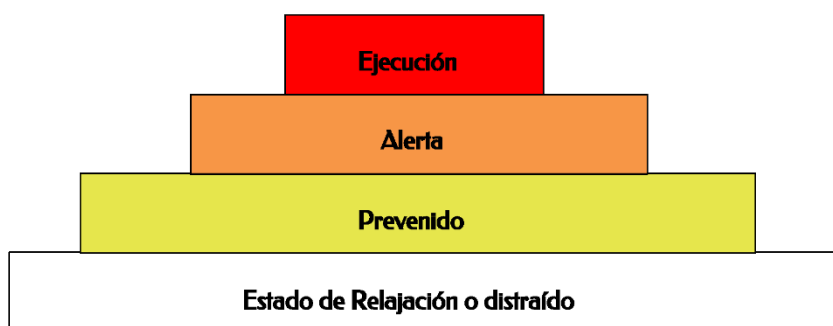 Ejecución
Alerta
Prevenido
Estado de Relajación o distraído